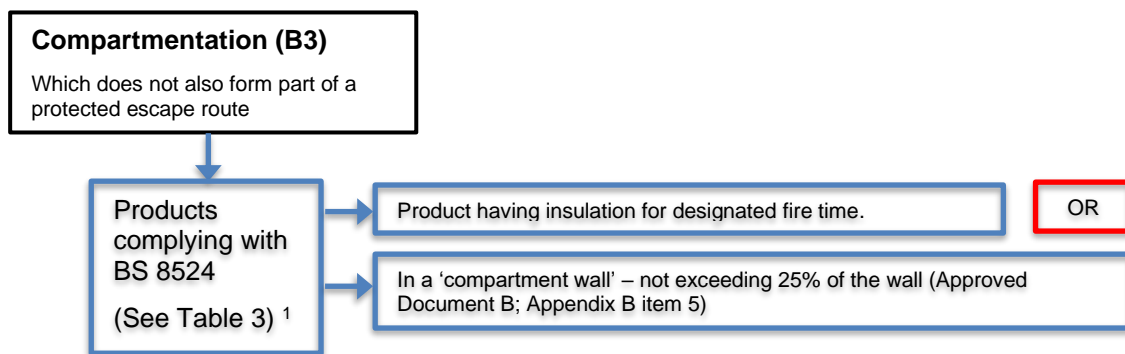 Compartmentation (B3)
Which does not also form part of a
protected escape route
Products
complying with
BS 8524
(See Table 3) 1
Product having insulation for designated fire time.
OR
In a ‘compartment wall’ – not exceeding 25% of the wall (Approved
Document B; Appendix B item 5)